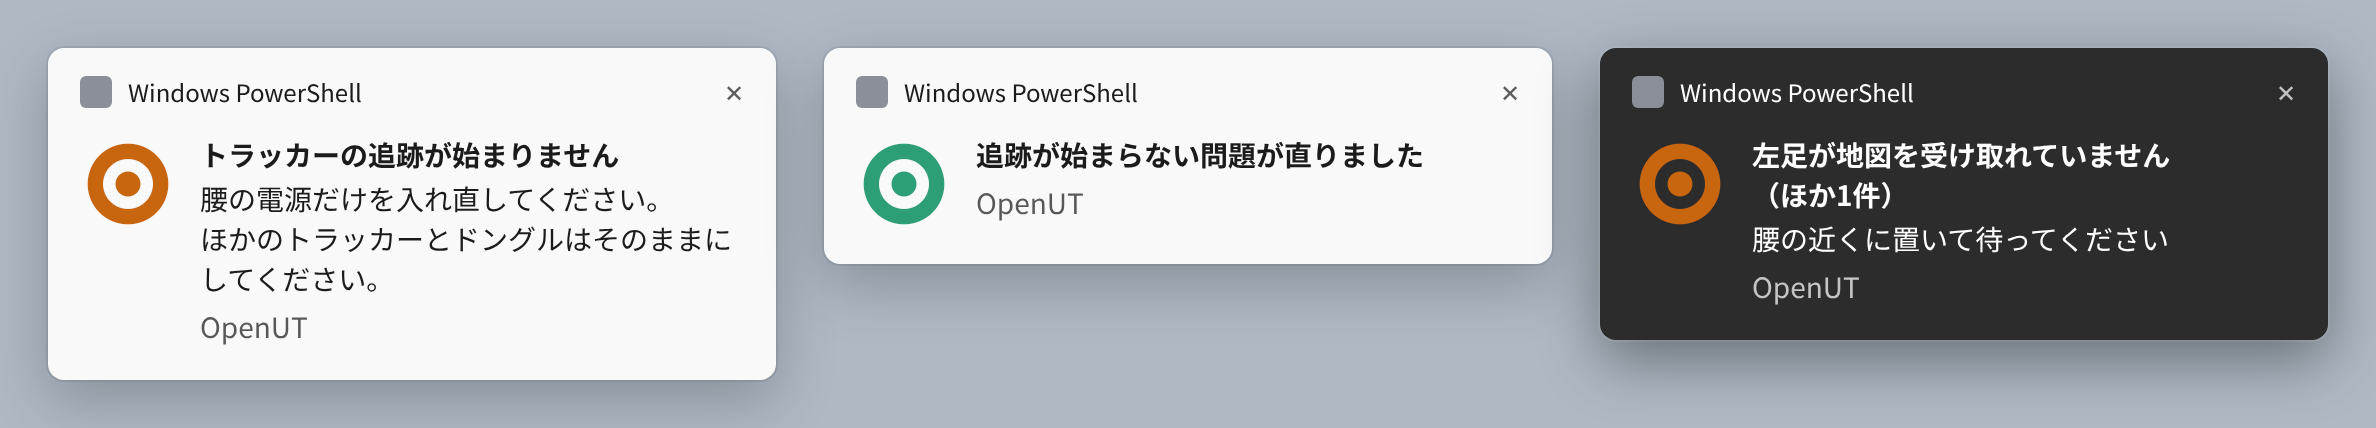 Windows PowerShell
トラッカーの追跡が始まりません
腰の電源だけを入れ直してください。
ほかのトラッカーとドングルはそのままに
してください。
OpenUT
Windows PowerShell
追跡が始まらない問題が直りました
OpenUT
Windows PowerShell
左足が地図を受け取れていません
（ほか1件）
腰の近くに置いて待ってください
OpenUT